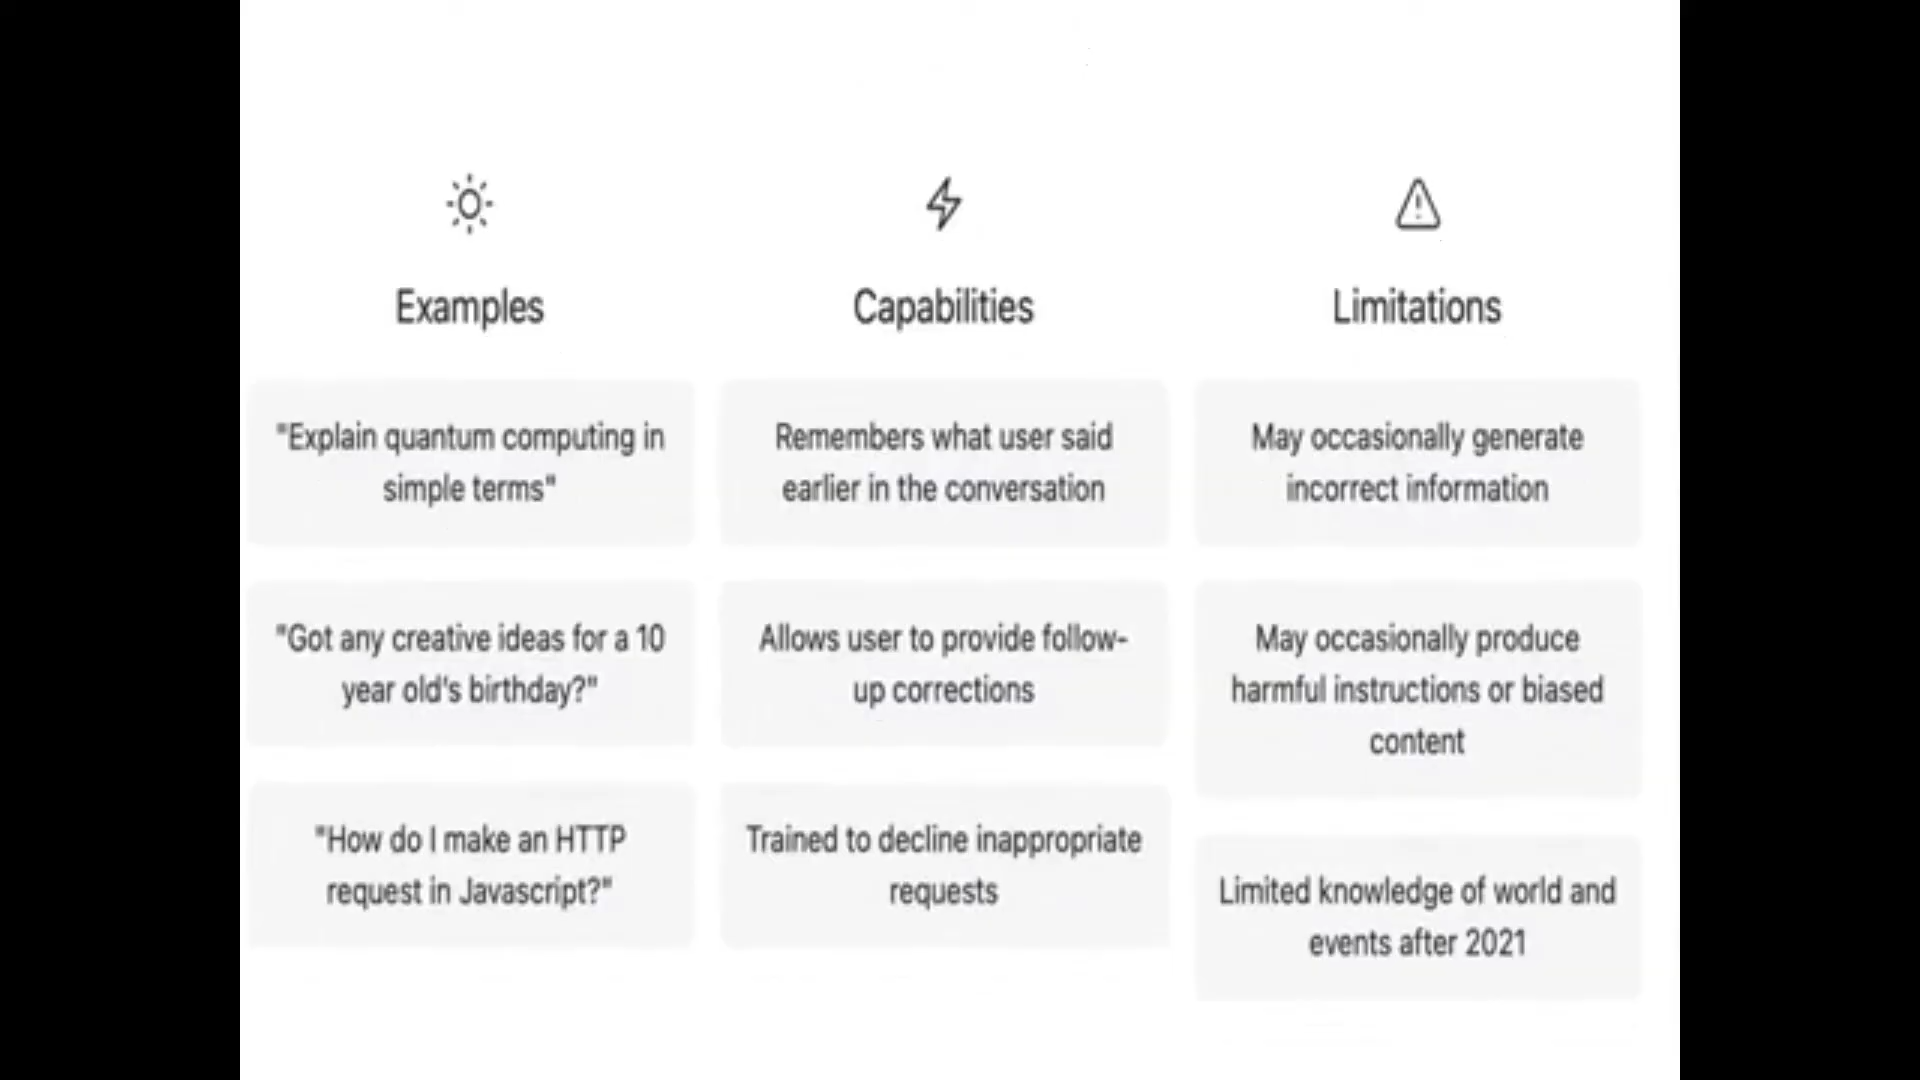 Examples
"Explain quantum computing in
simple terms"
"Got any creative ideas for a 10
year old's birthday?"
"How do I make an HTTP
request in Javascript?"
Capabilities
Remembers what user said
earlier in the conversation
Allows user to provide follow-
up corrections
Trained to decline inappropriate
requests
Limitations
May occasionally generate
incorrect information
May occasionally produce
harmful instructions or biased
content
Limited knowledge of world and
events after 2021